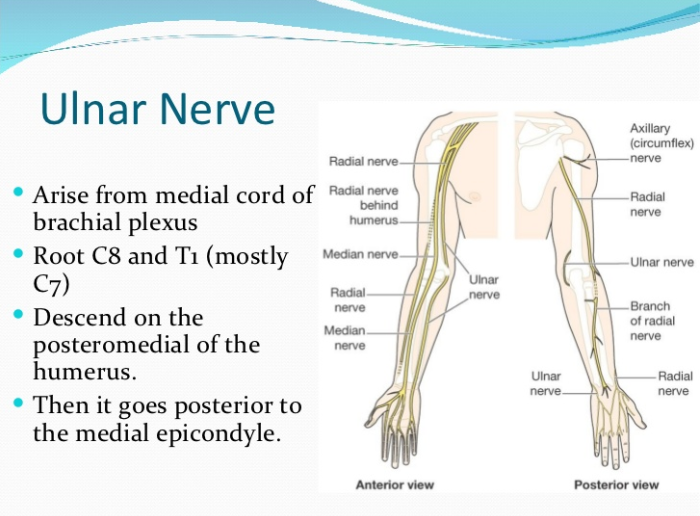 Ulnar Nerve
• Arise from medial cord of
brachial plexus
• Root C8 and T1 (mostly
C7)
• Descend on the
posteromedial of the
humerus.
• Then it goes posterior to
the medial epicondyle.
Radial nerve
Radial nerve
behind
humerus
Median nerve
Radial
nerve
Median
nerve
Ulnar
nerve
Anterior view
Axillary
(circumflex)
nerve
Radial
nerve
Ulnar nerve
Branch
of radial
nerve
Ulnar
nerve
Radial
nerve
Posterior view